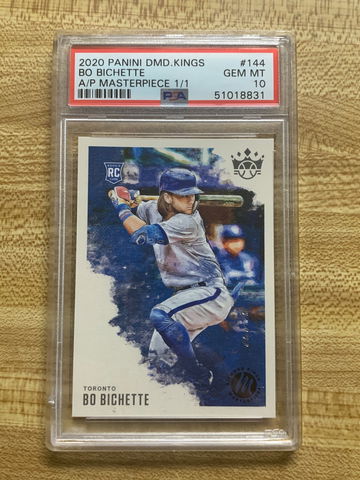 2020 PANINI DMD.KINGS #144
BO BICHETTE GEM MT
A/P MASTERPIECE 1/1 10
PSA 51018831
RC
TORONTO
BO BICHETTE